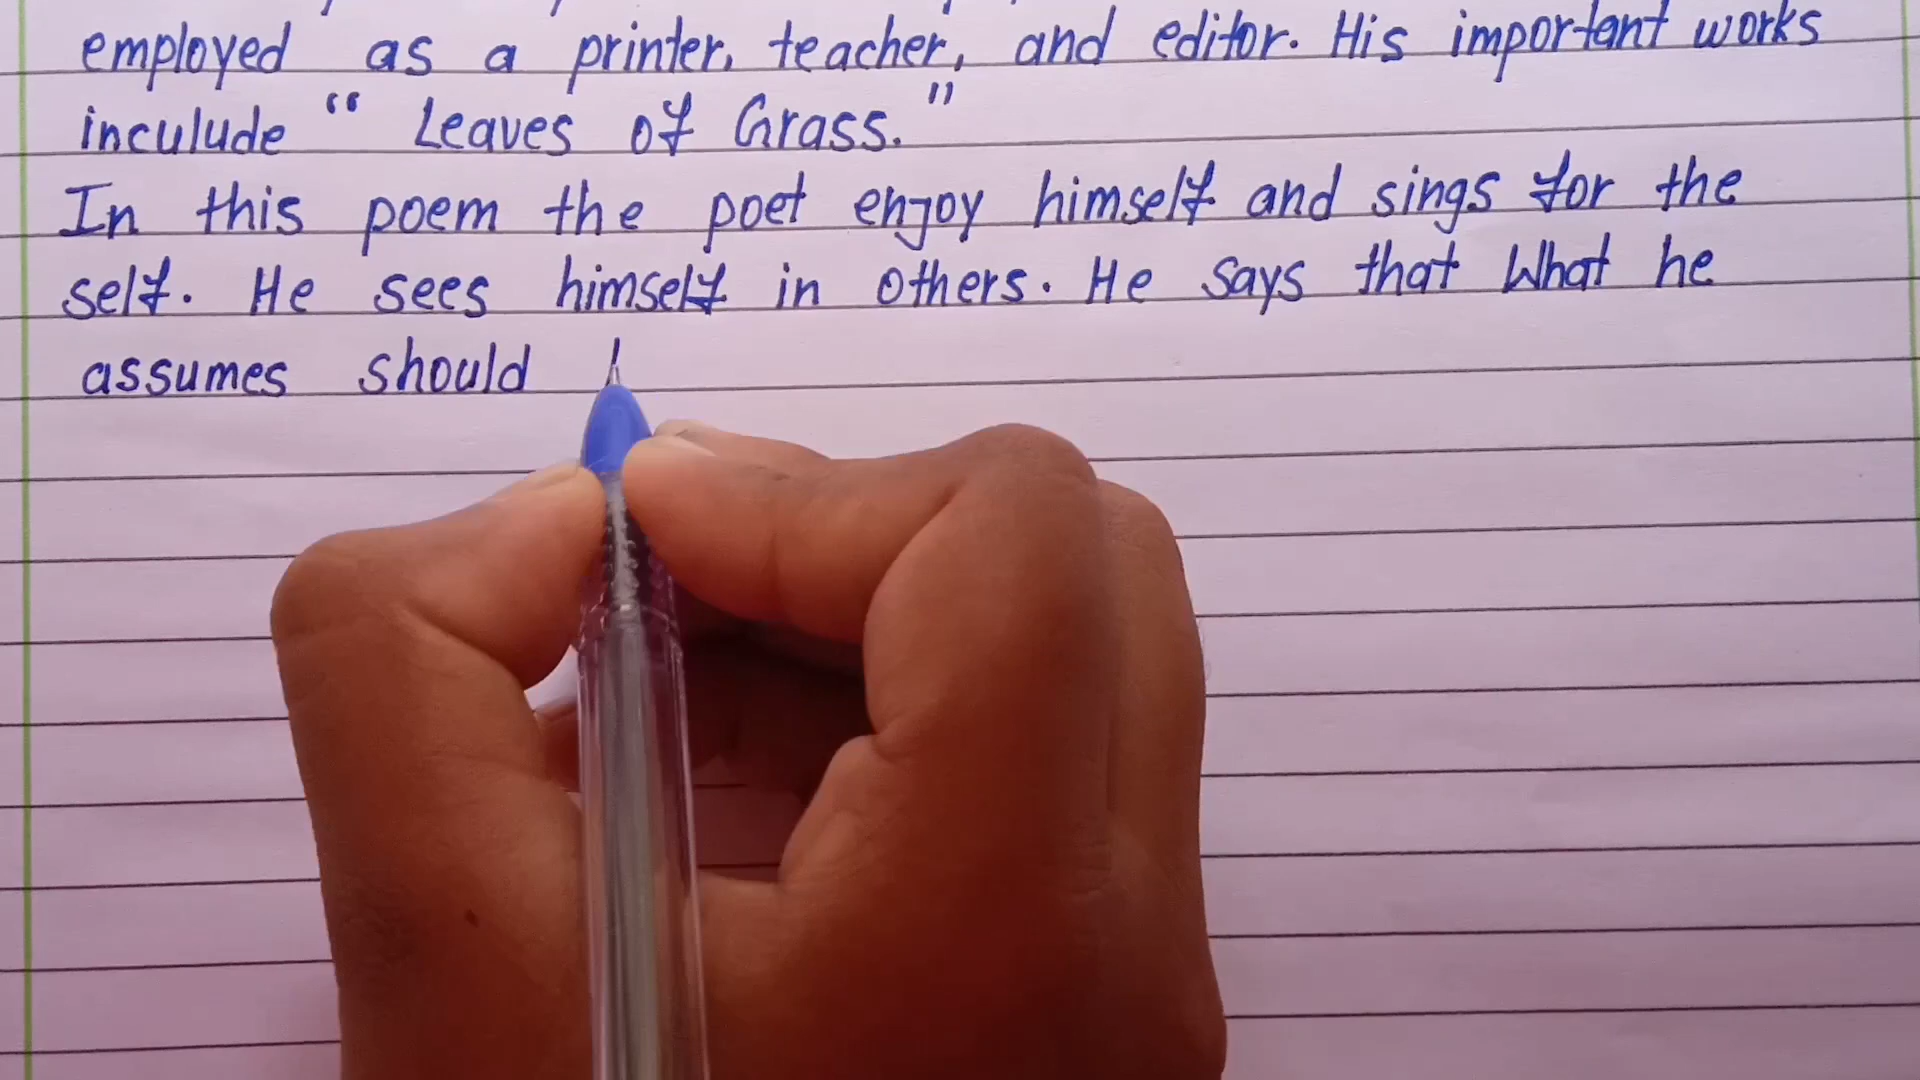 employed as a printer, teacher, and editor. His important works
inculude " Leaves of Grass."
In this poem the poet enjoy himself and sings for the
self. He sees himself in others. He says that What he
assumes should